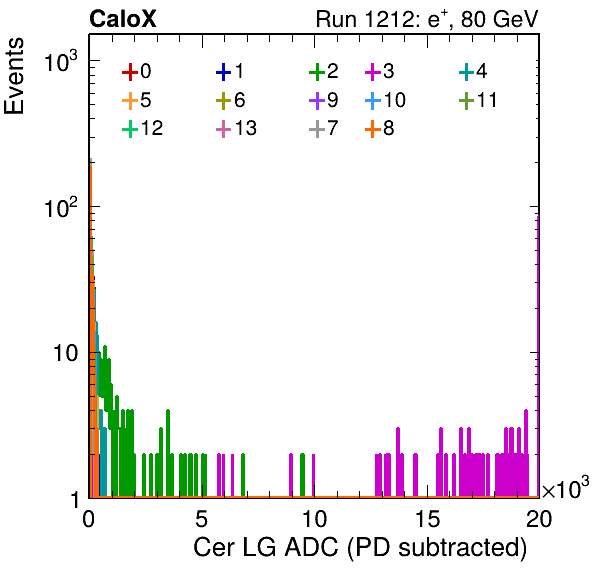 CaloX Run 1212: e⁺, 80 GeV
Events
10³
10²
10
1
0 1 2 3 4
5 6 9 10 11
12 13 7 8
0 5 10 15 20
×10³
Cer LG ADC (PD subtracted)